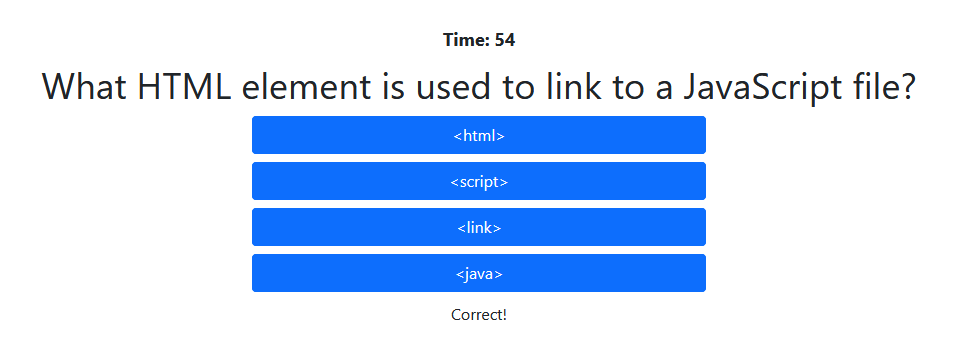 Time: 54
What HTML element is used to link to a JavaScript file?
<html>
<script>
<link>
<java>
Correct!